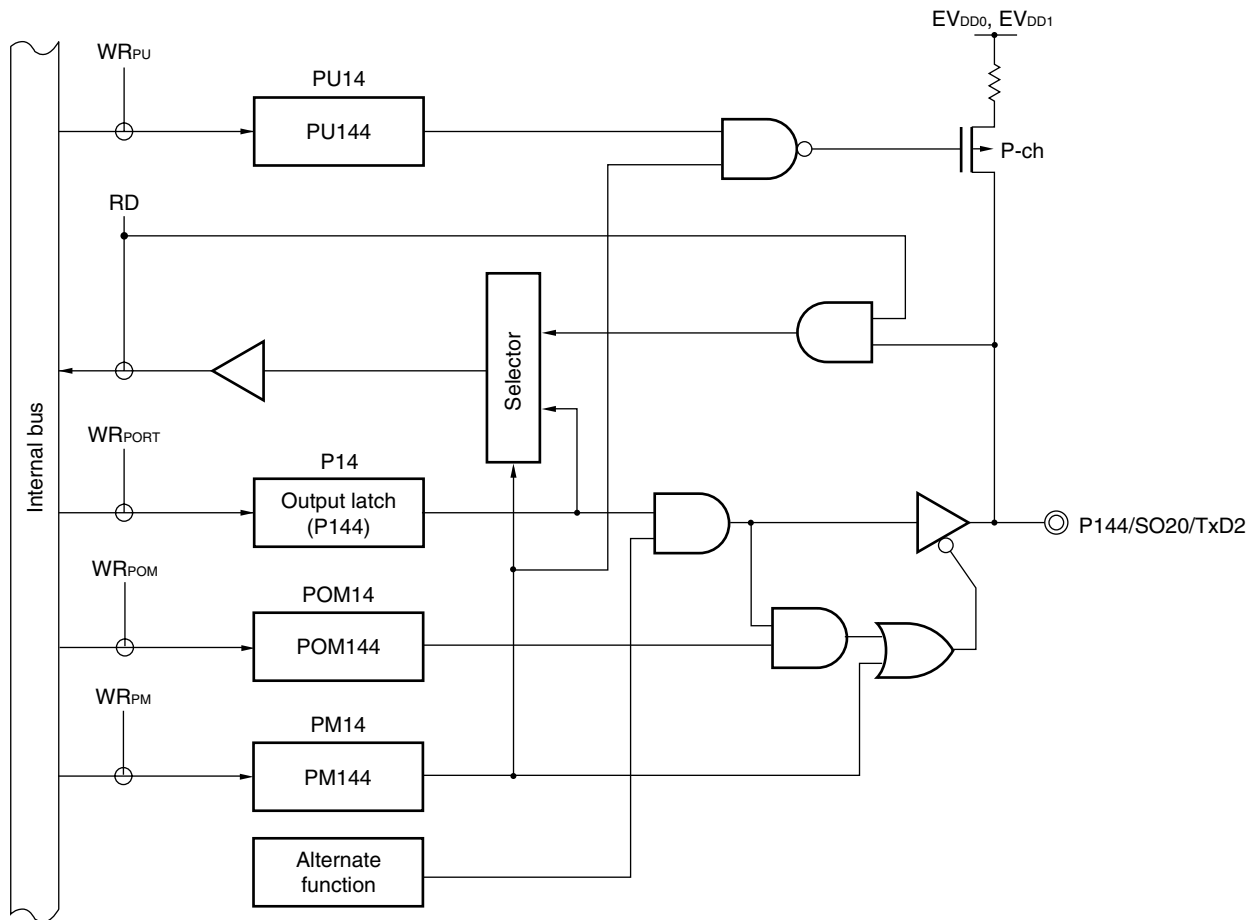 EVDD0, EVDD1
WRPU
PU14
PU144
P-ch
RD
Selector
Internal bus
WRPORT
P14
Output latch
(P144)
P144/SO20/TxD2
WRPOM
POM14
POM144
WRPM
PM14
PM144
Alternate
function